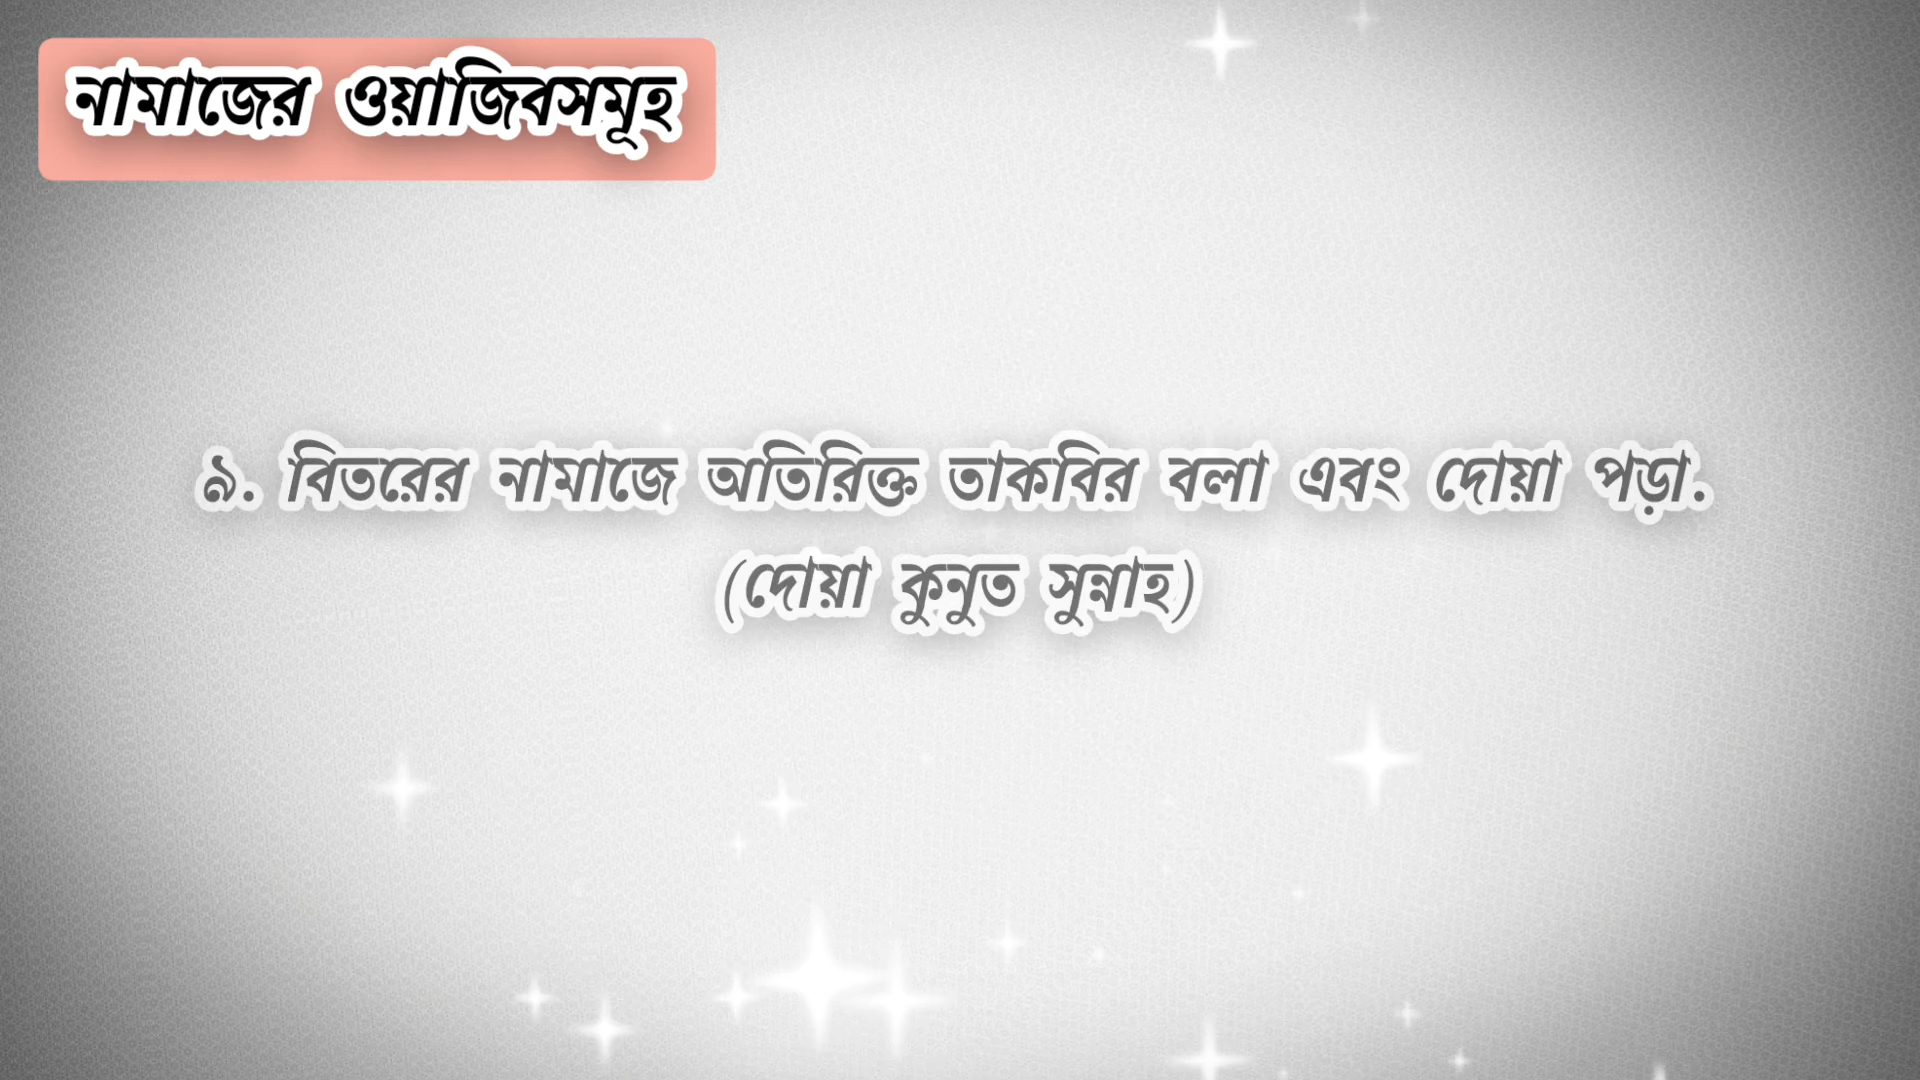 নামাজের ওয়াজিবসমূহ
৯. বিতরের নামাজে অতিরিক্ত তাকবির বলা এবং দোয়া পড়া.
(দোয়া কুনুত সুন্নাহ)